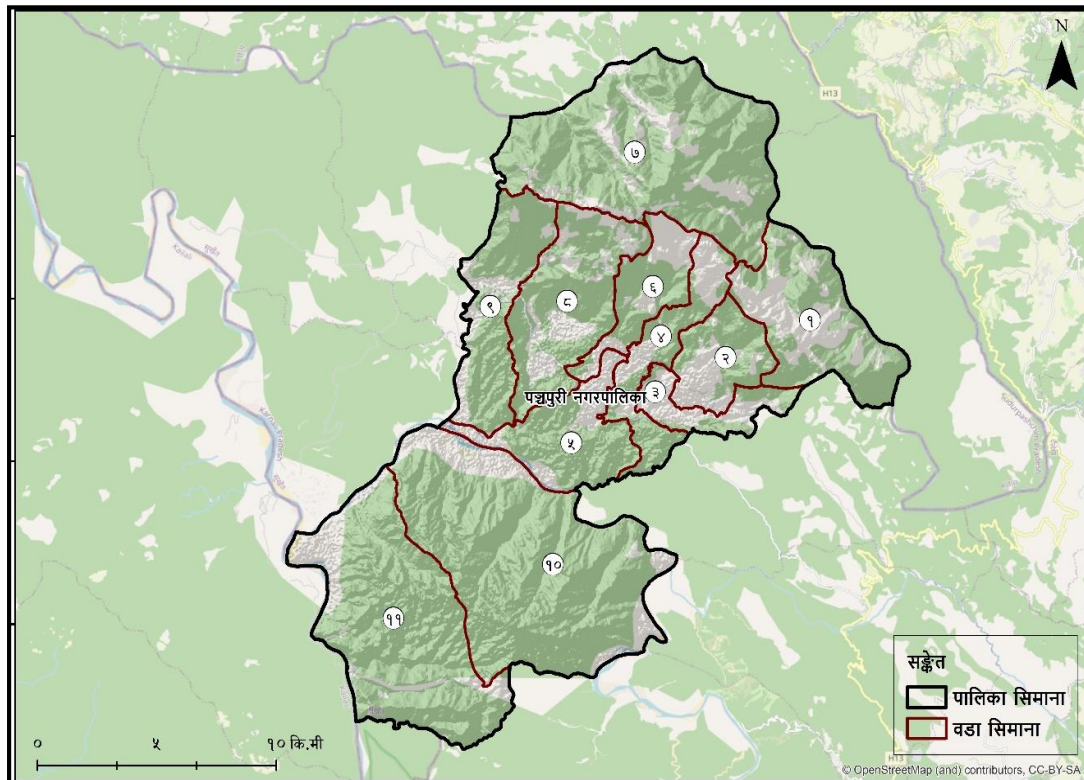 N
H13
७
Kailali
सुर्खेत
६
१
९
८
४
२
३
पञ्चपुरी नगरपालिका
५
१०
११
सङ्केत
पालिका सिमाना
वडा सिमाना
० ५ १० कि.मी
H13
© OpenStreetMap (and) contributors, CC-BY-SA